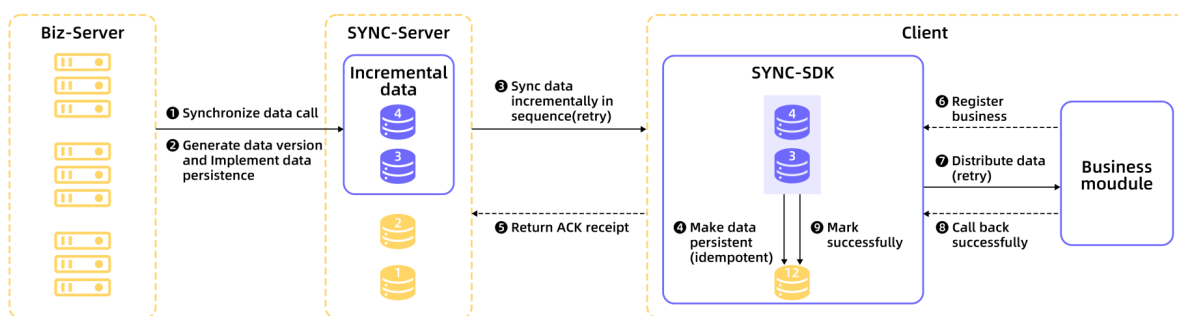 Biz-Server
❶ Synchronize data call
❷ Generate data version
and Implement data
persistence
SYNC-Server
Incremental
data
4
3
2
1
❸ Sync data
incrementally in
sequence(retry)
❺ Return ACK receipt
Client
SYNC-SDK
4
3
❹ Make data
persistent
(idempotent)
❾ Mark
successfully
12
❻ Register
business
❼ Distribute data
(retry)
❽ Call back
successfully
Business
moudule